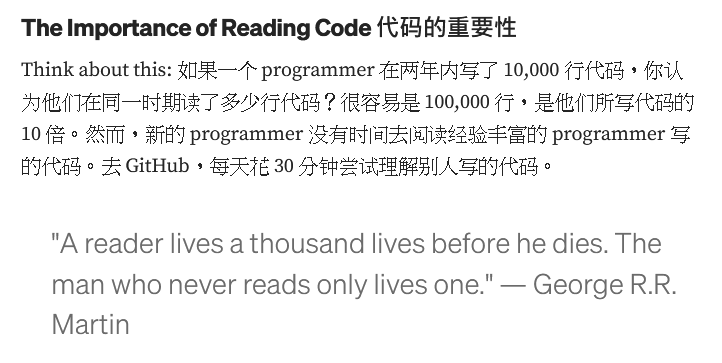 The Importance of Reading Code 代码的重要性
Think about this: 如果一个 programmer 在两年内写了 10,000 行代码，你认
为他们在同一时期读了多少行代码？很容易是 100,000 行，是他们所写代码的
10 倍。然而，新的 programmer 没有时间去阅读经验丰富的 programmer 写
的代码。去 GitHub，每天花 30 分钟尝试理解别人写的代码。
"A reader lives a thousand lives before he dies. The
man who never reads only lives one." — George R.R.
Martin